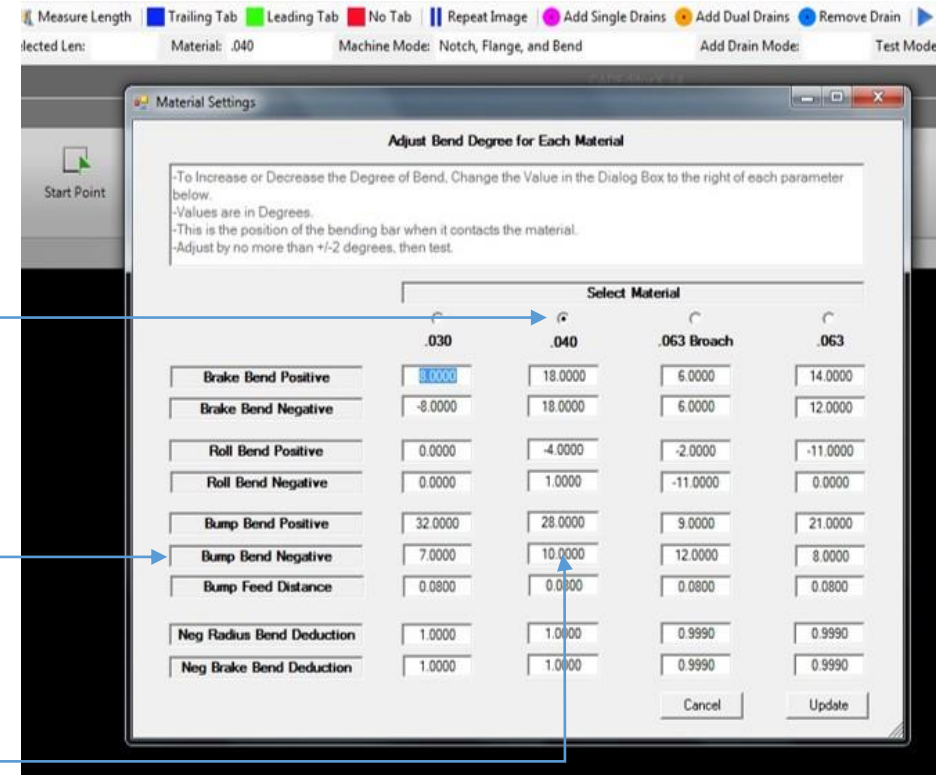 Measure Length Trailing Tab Leading Tab No Tab Repeat Image Add Single Drains Add Dual Drains Remove Drain
lected Len: Material: .040 Machine Mode: Notch, Flange, and Bend Add Drain Mode: Test Mode
Material Settings
Start Point
Adjust Bend Degree for Each Material
-To Increase or Decrease the Degree of Bend, Change the Value in the Dialog Box to the right of each parameter
below.
-Values are in Degrees.
-This is the position of the bending bar when it contacts the material.
-Adjust by no more than +/-2 degrees, then test.
Select Material
.030 .040 .063 Broach .063
Brake Bend Positive 8.0000 18.0000 6.0000 14.0000
Brake Bend Negative -8.0000 18.0000 6.0000 12.0000
Roll Bend Positive 0.0000 -4.0000 -2.0000 -11.0000
Roll Bend Negative 0.0000 1.0000 -11.0000 0.0000
Bump Bend Positive 32.0000 28.0000 9.0000 21.0000
Bump Bend Negative 7.0000 10.0000 12.0000 8.0000
Bump Feed Distance 0.0800 0.0800 0.0800 0.0800
Neg Radius Bend Deduction 1.0000 1.0000 0.9990 0.9990
Neg Brake Bend Deduction 1.0000 1.0000 0.9990 0.9990
Cancel Update